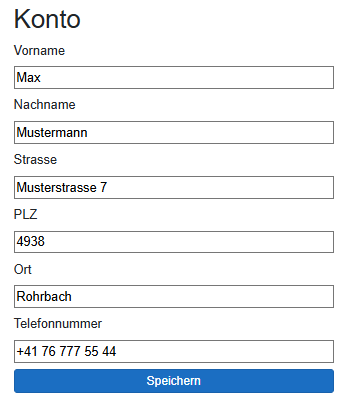 Konto
Vorname
Max
Nachname
Mustermann
Strasse
Musterstrasse 7
PLZ
4938
Ort
Rohrbach
Telefonnummer
+41 76 777 55 44
Speichern